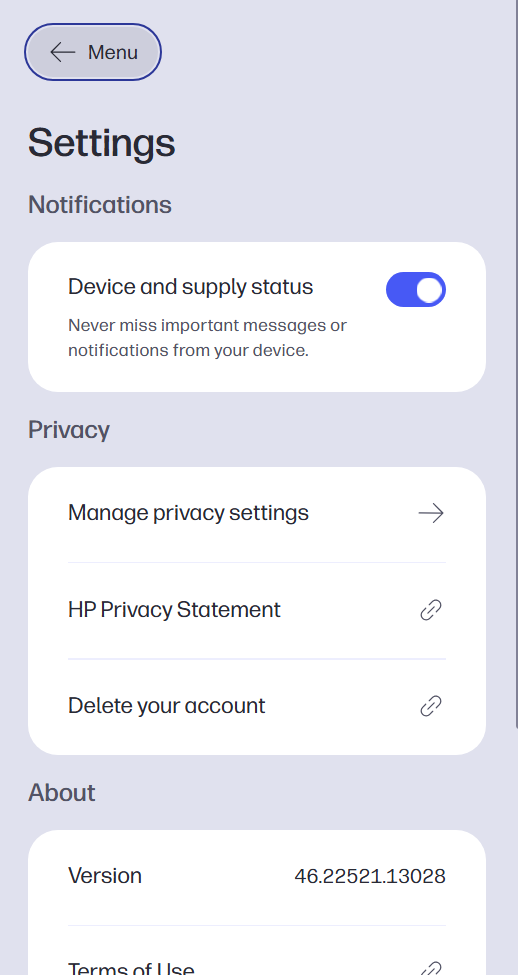 Menu
Settings
Notifications
Device and supply status
Never miss important messages or
notifications from your device.
Privacy
Manage privacy settings
HP Privacy Statement
Delete your account
About
Version 46.22521.13028
Terms of Use